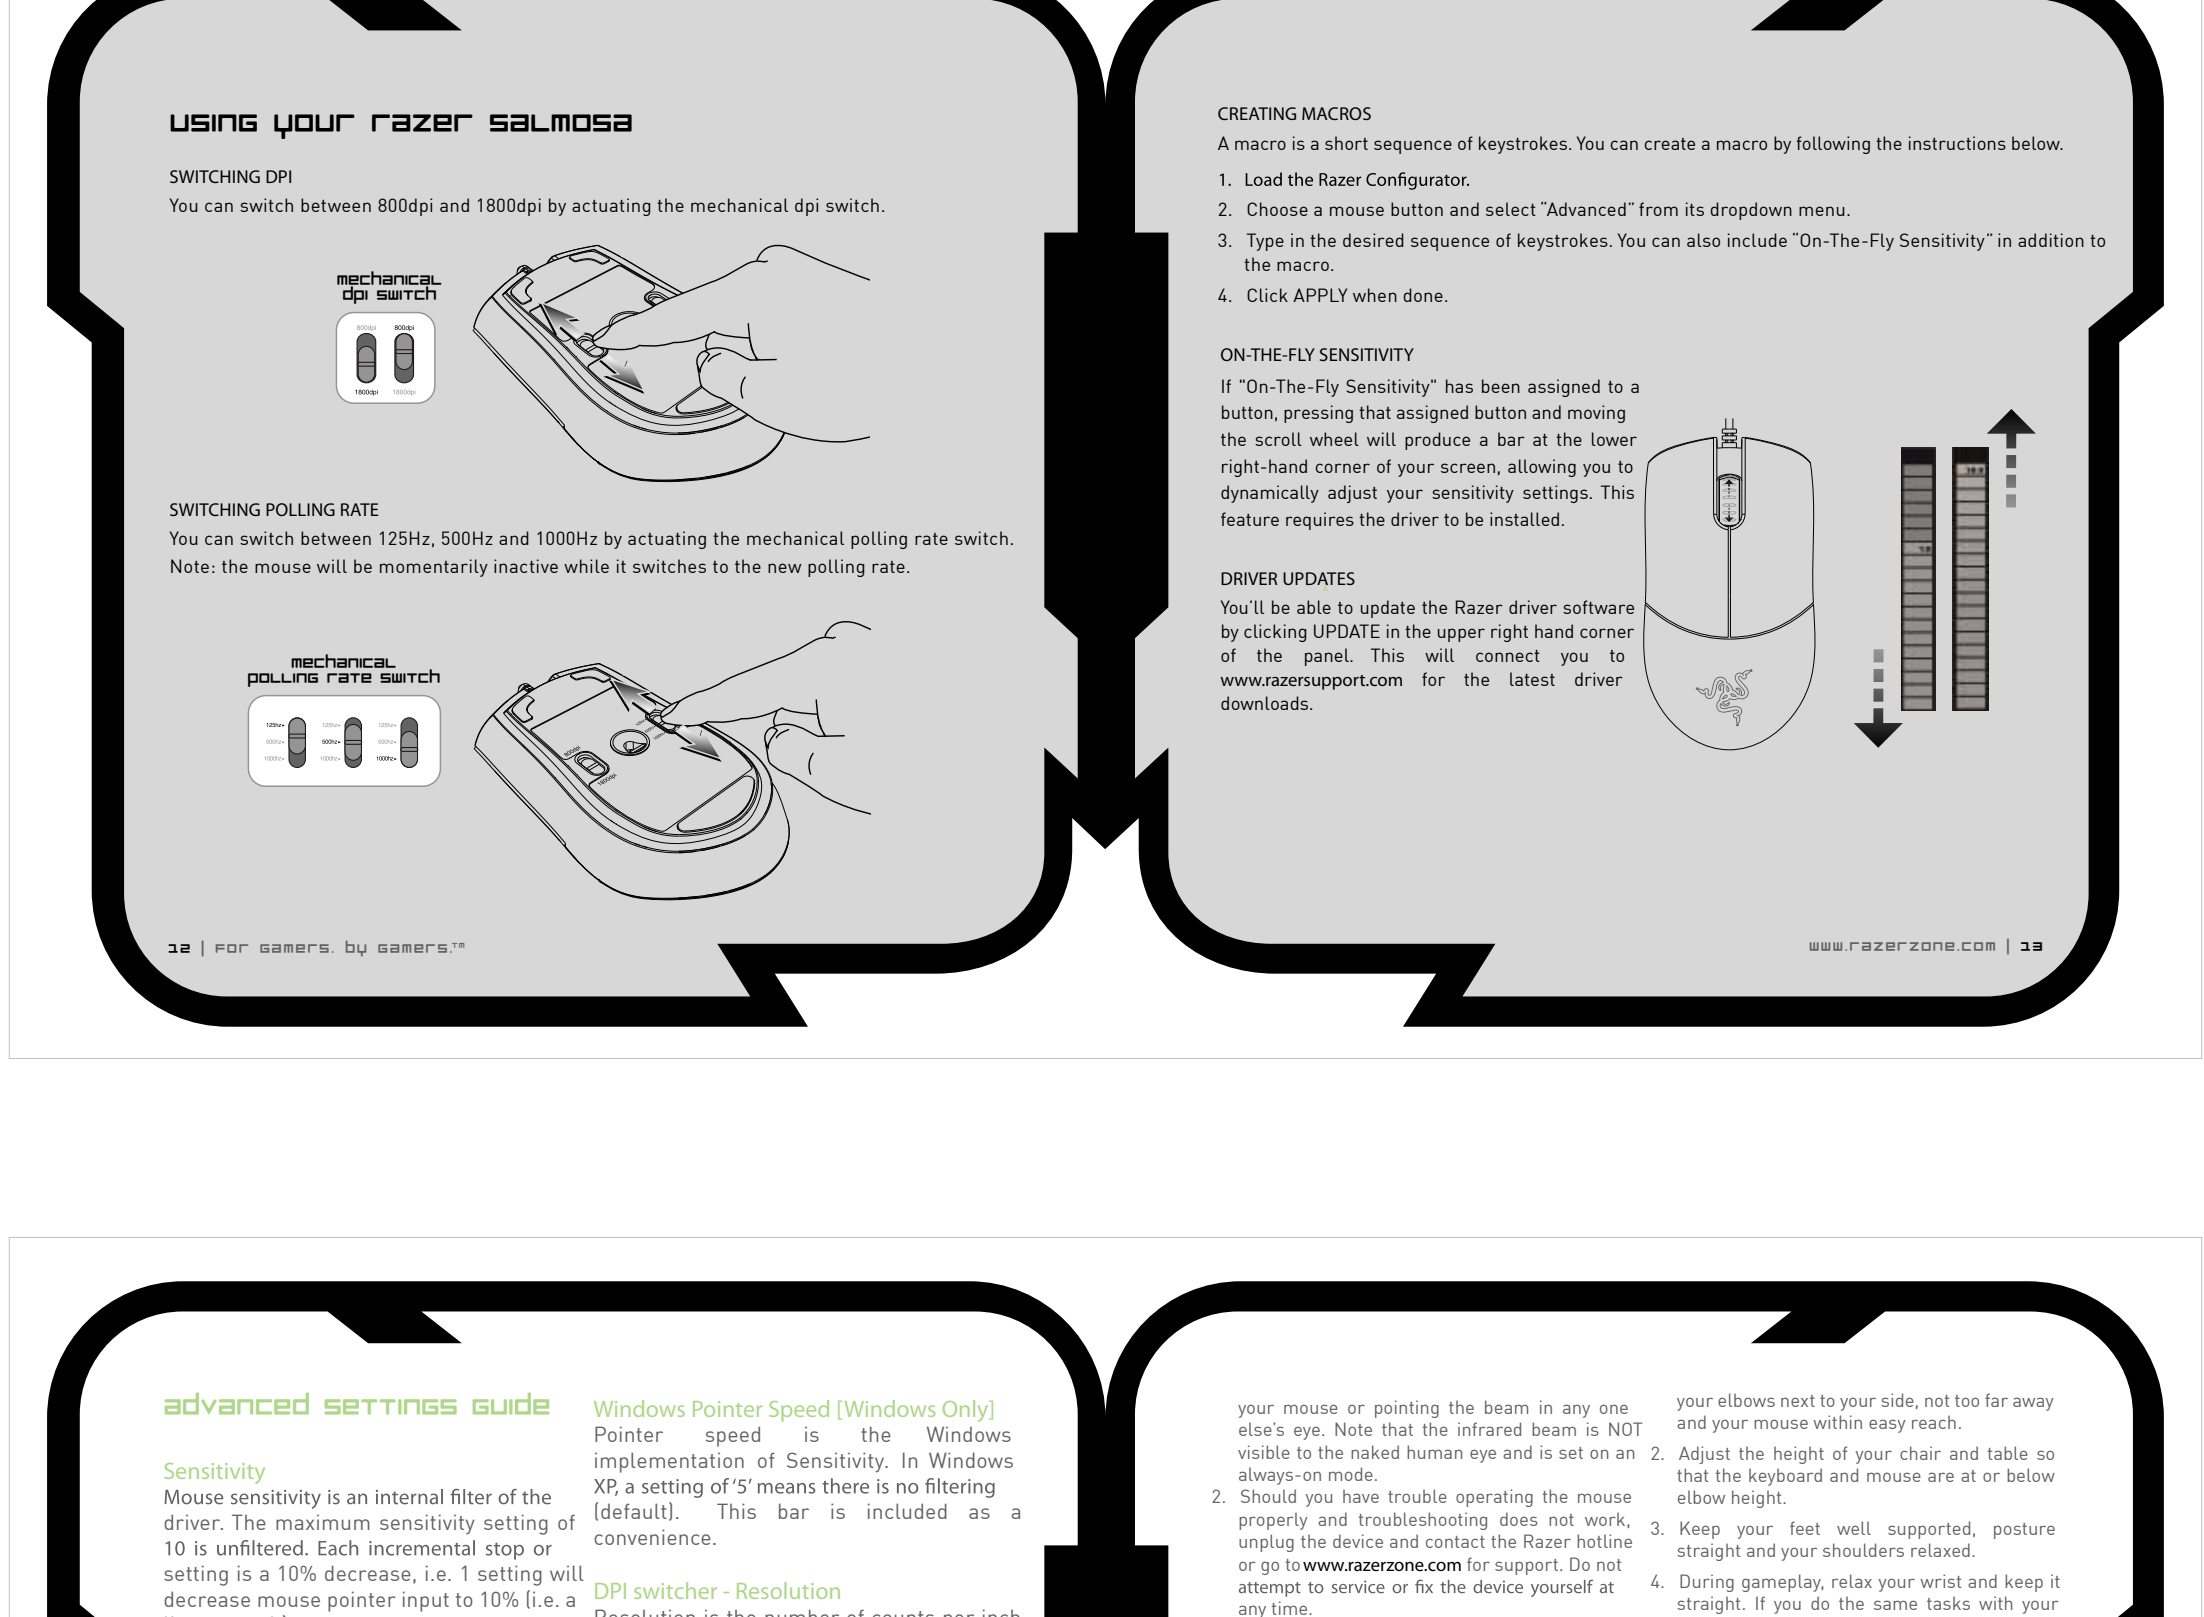 using your razer salmosa
SWITCHING DPI
You can switch between 800dpi and 1800dpi by actuating the mechanical dpi switch.
mechanical
dpi switch
800dpi 800dpi
1800dpi 1800dpi
SWITCHING POLLING RATE
You can switch between 125Hz, 500Hz and 1000Hz by actuating the mechanical polling rate switch.
Note: the mouse will be momentarily inactive while it switches to the new polling rate.
mechanical
polling rate switch
125hz 125hz 125hz
500hz 500hz 500hz
1000hz 1000hz 1000hz
800dpi
1800dpi
12 | For gamers. by gamers.™
CREATING MACROS
A macro is a short sequence of keystrokes. You can create a macro by following the instructions below.
1. Load the Razer Configurator.
2. Choose a mouse button and select “Advanced” from its dropdown menu.
3. Type in the desired sequence of keystrokes. You can also include “On-The-Fly Sensitivity” in addition to
the macro.
4. Click APPLY when done.
ON-THE-FLY SENSITIVITY
If "On-The-Fly Sensitivity" has been assigned to a
button, pressing that assigned button and moving
the scroll wheel will produce a bar at the lower
right-hand corner of your screen, allowing you to
dynamically adjust your sensitivity settings. This
feature requires the driver to be installed.
DRIVER UPDATES
You’ll be able to update the Razer driver software
by clicking UPDATE in the upper right hand corner
of the panel. This will connect you to
www.razersupport.com for the latest driver
downloads.
www.razerzone.com | 13
advanced settings guide
Sensitivity
Mouse sensitivity is an internal filter of the
driver. The maximum sensitivity setting of
10 is unfiltered. Each incremental stop or
setting is a 10% decrease, i.e. 1 setting will
decrease mouse pointer input to 10% (i.e. a
Windows Pointer Speed [Windows Only]
Pointer speed is the Windows
implementation of Sensitivity. In Windows
XP, a setting of ‘5’ means there is no filtering
(default). This bar is included as a
convenience.
DPI switcher - Resolution
Resolution is the number of counts per inch
your mouse or pointing the beam in any one
else’s eye. Note that the infrared beam is NOT
visible to the naked human eye and is set on an
always-on mode.
2. Should you have trouble operating the mouse
properly and troubleshooting does not work,
unplug the device and contact the Razer hotline
or go to www.razerzone.com for support. Do not
attempt to service or fix the device yourself at
any time.
your elbows next to your side, not too far away
and your mouse within easy reach.
2. Adjust the height of your chair and table so
that the keyboard and mouse are at or below
elbow height.
3. Keep your feet well supported, posture
straight and your shoulders relaxed.
4. During gameplay, relax your wrist and keep it
straight. If you do the same tasks with your